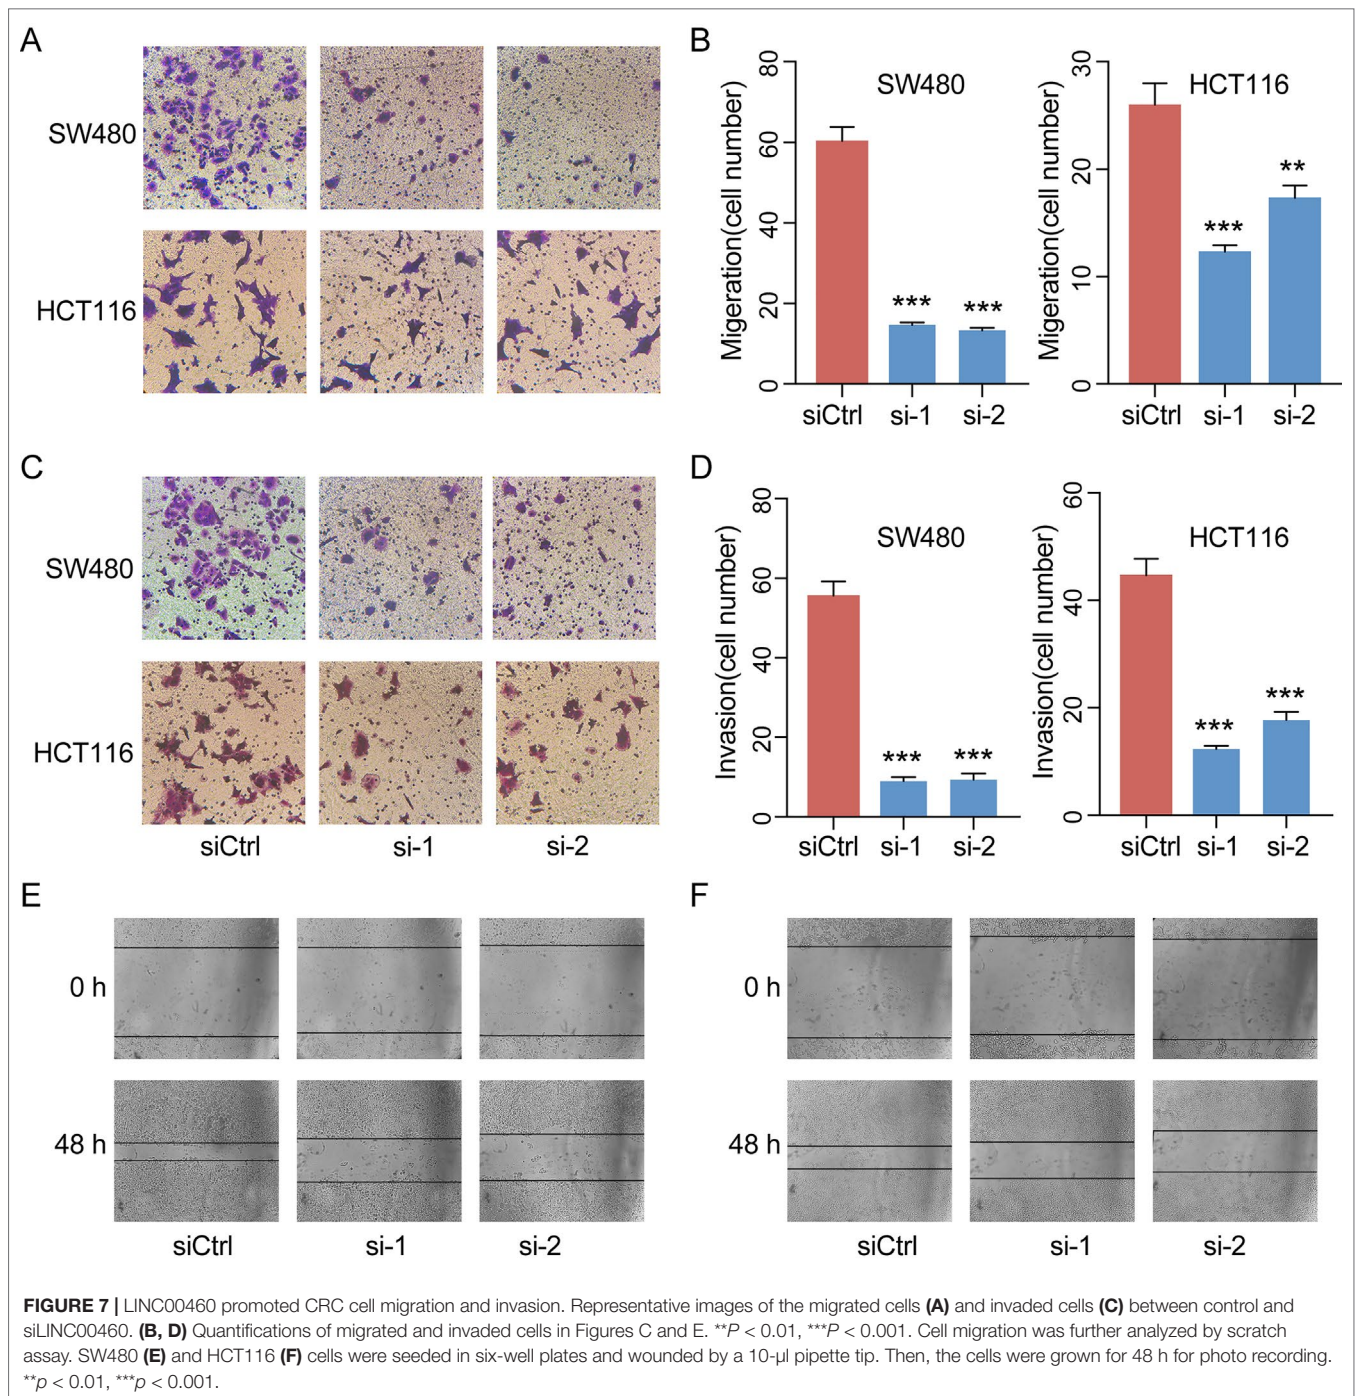 A
SW480
HCT116
B
80
60
40
20
0
Migeration(cell number)
SW480
***
***
siCtrl
si-1
si-2
30
20
10
0
Migeration(cell number)
HCT116
***
**
siCtrl
si-1
si-2
C
SW480
HCT116
siCtrl
si-1
si-2
D
80
60
40
20
0
Invasion(cell number)
SW480
***
***
siCtrl
si-1
si-2
60
40
20
0
Invasion(cell number)
HCT116
***
***
siCtrl
si-1
si-2
E
0 h
48 h
siCtrl
si-1
si-2
F
0 h
48 h
siCtrl
si-1
si-2
FIGURE 7 | LINC00460 promoted CRC cell migration and invasion. Representative images of the migrated cells (A) and invaded cells (C) between control and
siLINC00460. (B, D) Quantifications of migrated and invaded cells in Figures C and E. **P < 0.01, ***P < 0.001. Cell migration was further analyzed by scratch
assay. SW480 (E) and HCT116 (F) cells were seeded in six-well plates and wounded by a 10-µl pipette tip. Then, the cells were grown for 48 h for photo recording.
**p < 0.01, ***p < 0.001.